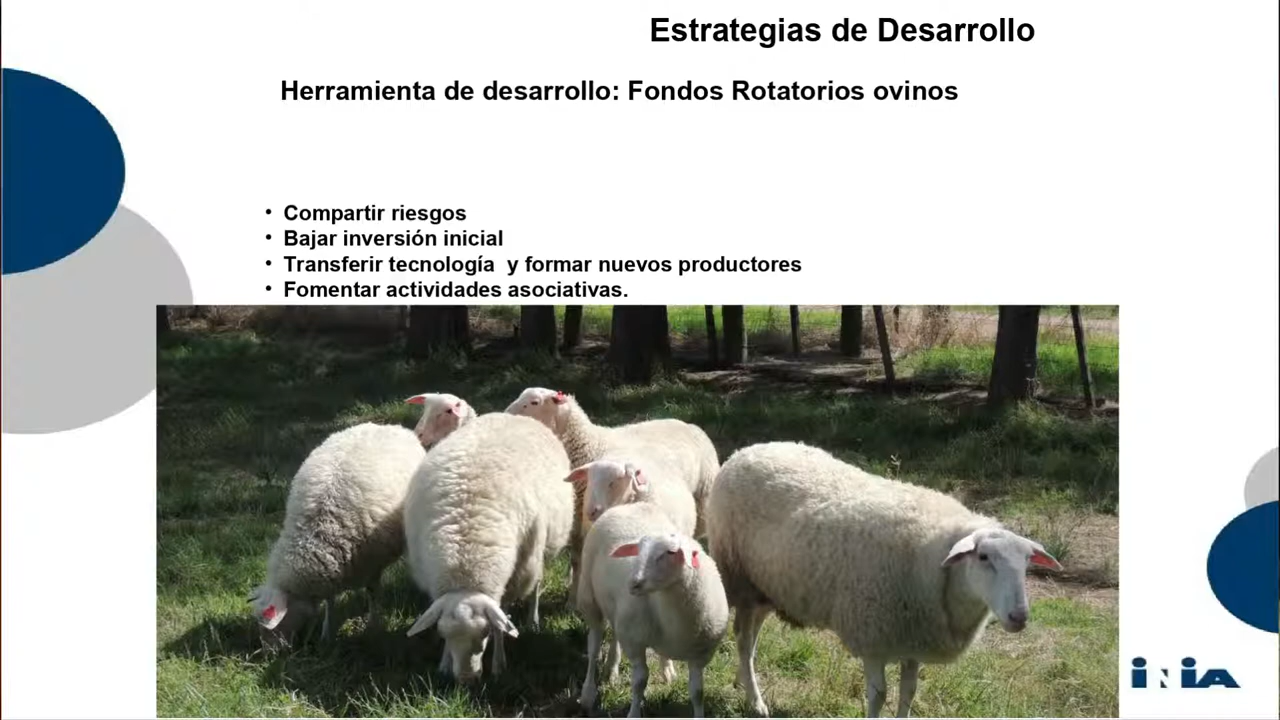 Estrategias de Desarrollo
Herramienta de desarrollo: Fondos Rotatorios ovinos
• Compartir riesgos
• Bajar inversión inicial
• Transferir tecnología y formar nuevos productores
• Fomentar actividades asociativas.
iNiA